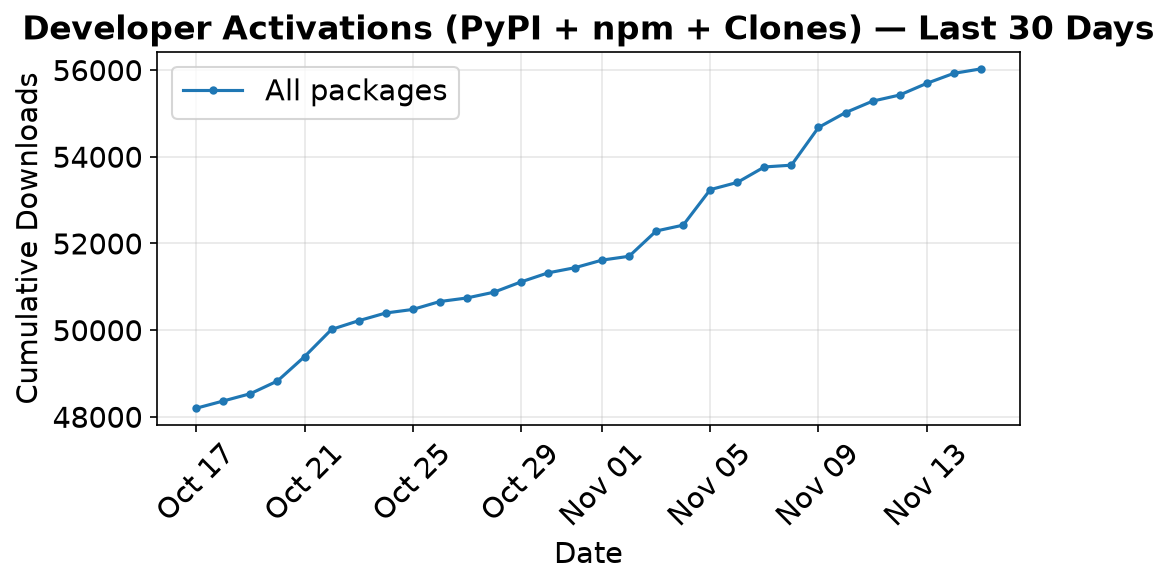 Developer Activations (PyPI + npm + Clones) — Last 30 Days
All packages
Cumulative Downloads
56000
54000
52000
50000
48000
Oct 17
Oct 21
Oct 25
Oct 29
Nov 01
Nov 05
Nov 09
Nov 13
Date